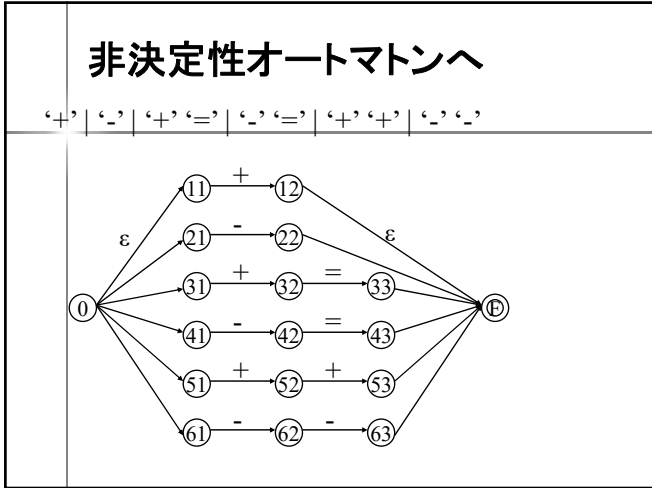 非決定性オートマトンへ
‘+’ | ‘-’ | ‘+’ ‘=’ | ‘-’ ‘=’ | ‘+’ ‘+’ | ‘-’ ‘-’
11 + 12
ε 21 - 22 ε
31 + 32 = 33
0 F
41 - 42 = 43
51 + 52 + 53
61 - 62 - 63